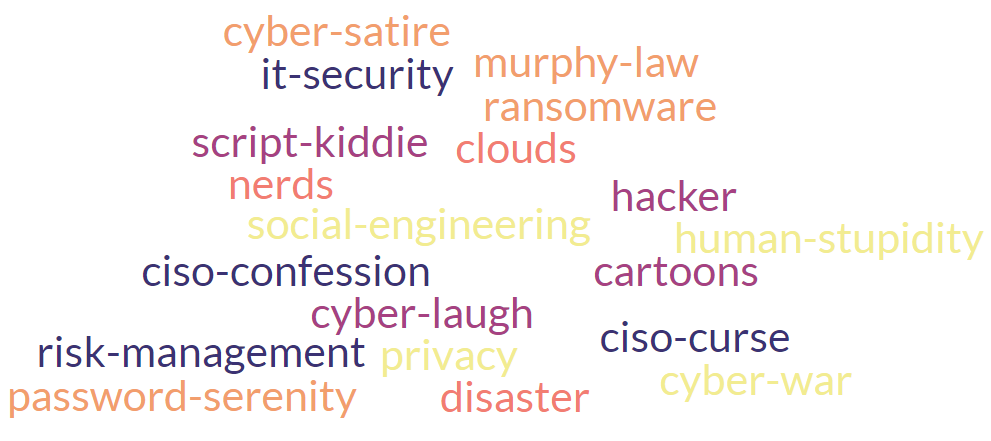 cyber-satire
it-security
murphy-law
ransomware
script-kiddie
clouds
nerds
hacker
social-engineering
human-stupidity
ciso-confession
cartoons
cyber-laugh
ciso-curse
risk-management
privacy
cyber-war
password-serenity
disaster